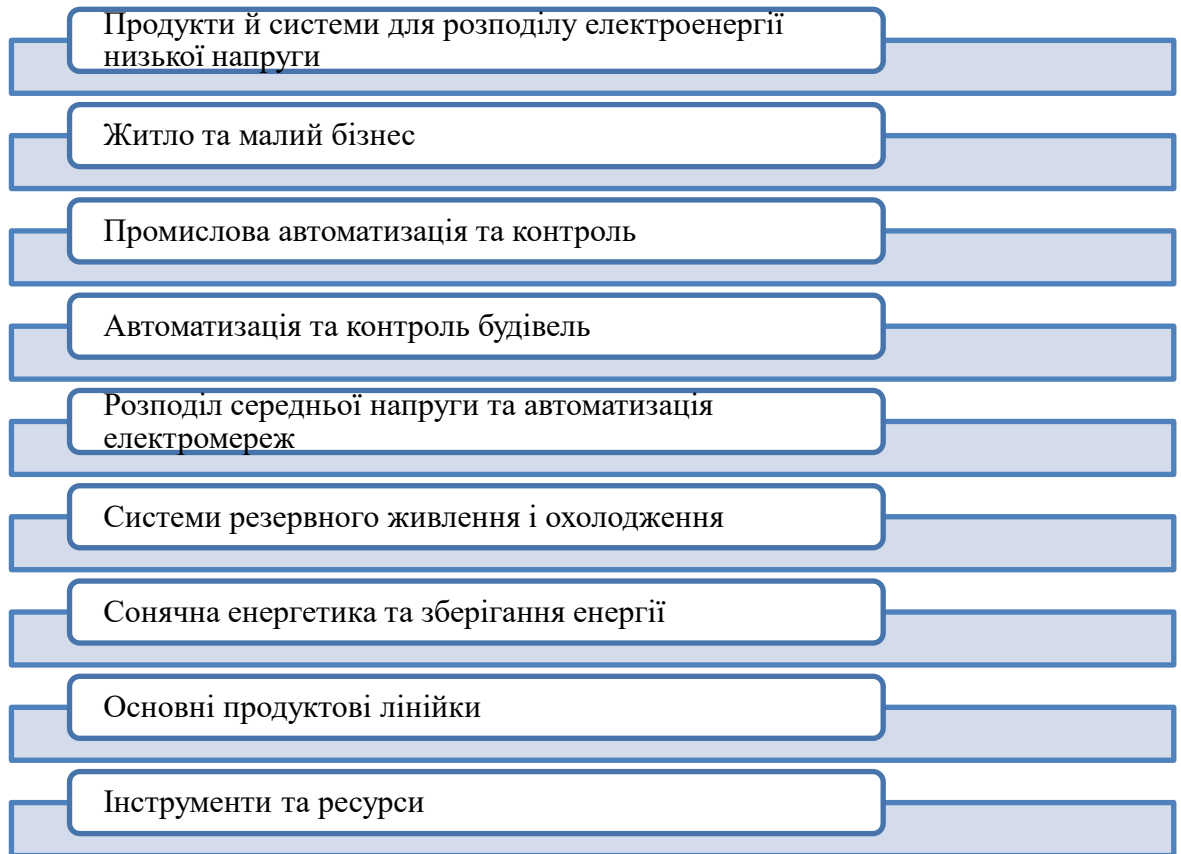 Продукти й системи для розподілу електроенергії
низької напруги
Житло та малий бізнес
Промислова автоматизація та контроль
Автоматизація та контроль будівель
Розподіл середньої напруги та автоматизація
електромереж
Системи резервного живлення і охолодження
Сонячна енергетика та зберігання енергії
Основні продуктові лінійки
Інструменти та ресурси